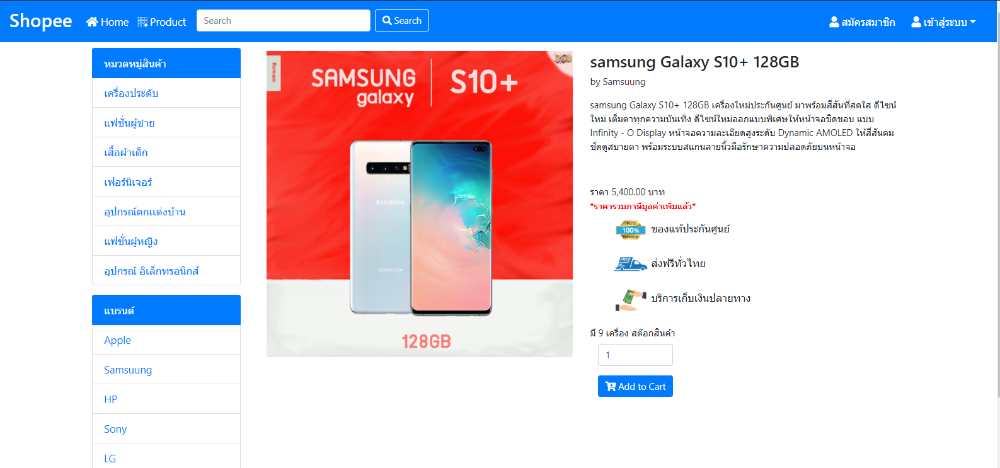 Shopee
Home
Product
Search
Search
สมัครสมาชิก
เข้าสู่ระบบ
หมวดหมู่สินค้า
เครื่องประดับ
แฟชั่นผู้ชาย
เสื้อผ้าเด็ก
เฟอร์นิเจอร์
อุปกรณ์ตกแต่งบ้าน
แฟชั่นผู้หญิง
อุปกรณ์ อิเล็กทรอนิกส์
แบรนด์
Apple
Samsuung
HP
Sony
LG
samsung
SAMSUNG
galaxy
S10+
SAMSUNG
Galaxy S10+
128GB
samsung Galaxy S10+ 128GB
by Samsuung
samsung Galaxy S10+ 128GB เครื่องใหม่ประกันศูนย์ มาพร้อมสีสันที่สดใส ดีไซน์
ใหม่ เต็มตาทุกความบันเทิง ดีไซน์ใหม่ออกแบบพิเศษให้หน้าจอชิดขอบ แบบ
Infinity - O Display หน้าจอความละเอียดสูงระดับ Dynamic AMOLED ให้สีสันคม
ชัดดูสบายตา พร้อมระบบสแกนลายนิ้วมือรักษาความปลอดภัยบนหน้าจอ
ราคา 5,400.00 บาท
*ราคารวมภาษีมูลค่าเพิ่มแล้ว*
TRUST
100%
GUARANTEE
ของแท้ประกันศูนย์
FREE
ส่งฟรีทั่วไทย
บริการเก็บเงินปลายทาง
มี 9 เครื่อง สต๊อกสินค้า
1
Add to Cart